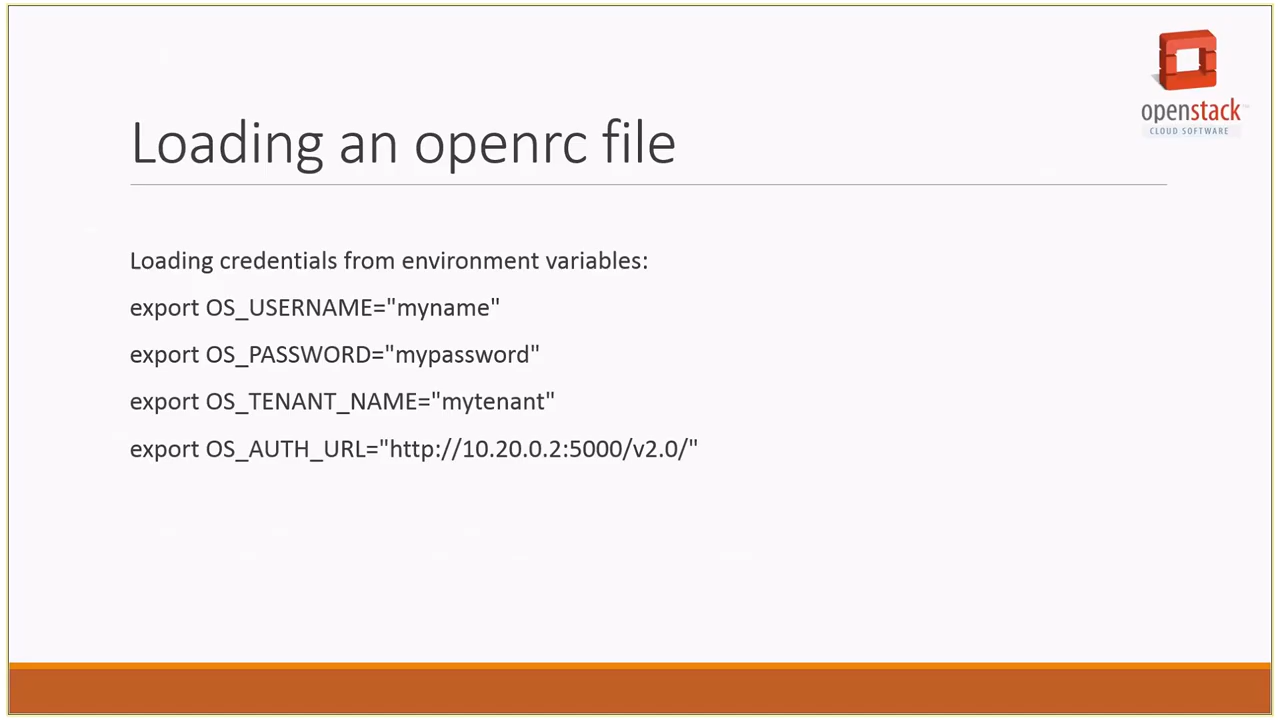 openstack
CLOUD SOFTWARE
Loading an openrc file
Loading credentials from environment variables:
export OS_USERNAME="myname"
export OS_PASSWORD="mypassword"
export OS_TENANT_NAME="mytenant"
export OS_AUTH_URL="http://10.20.0.2:5000/v2.0/"